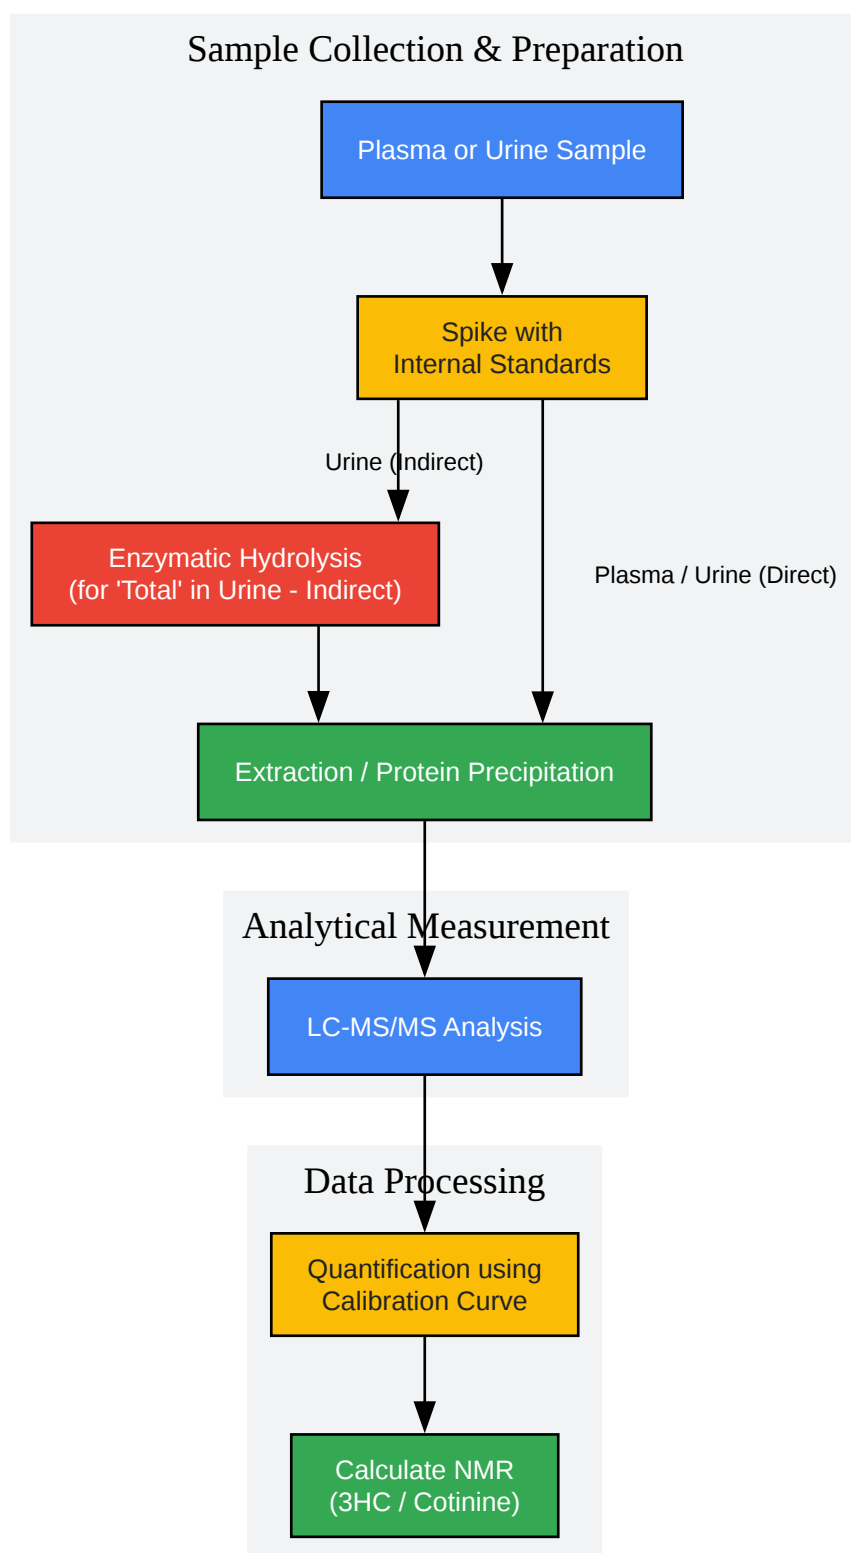 Sample Collection & Preparation
Plasma or Urine Sample
Spike with
Internal Standards
Urine (Indirect)
Enzymatic Hydrolysis
(for 'Total' in Urine - Indirect)
Plasma / Urine (Direct)
Extraction / Protein Precipitation
Analytical Measurement
LC-MS/MS Analysis
Data Processing
Quantification using
Calibration Curve
Calculate NMR
(3HC / Cotinine)